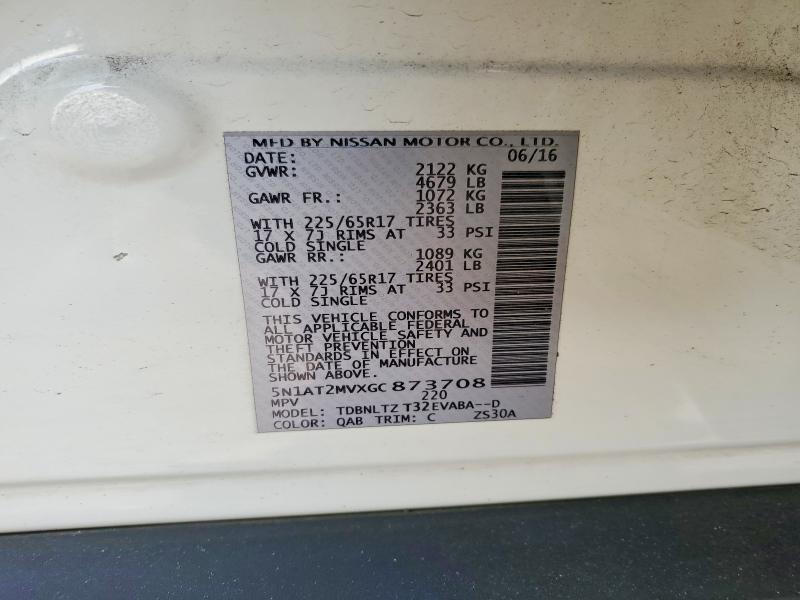 MFD BY NISSAN MOTOR CO., LTD.
DATE: 06/16
GVWR: 2122 KG
4679 LB
GAWR FR.: 1072 KG
2363 LB
WITH 225/65R17 TIRES
17 X 7J RIMS AT 33 PSI
COLD SINGLE
GAWR RR.: 1089 KG
2401 LB
WITH 225/65R17 TIRES
17 X 7J RIMS AT 33 PSI
COLD SINGLE
THIS VEHICLE CONFORMS TO
ALL APPLICABLE FEDERAL
MOTOR VEHICLE SAFETY AND
THEFT PREVENTION
STANDARDS IN EFFECT ON
THE DATE OF MANUFACTURE
SHOWN ABOVE.
5N1AT2MVXGC873708
MPV 220
MODEL: TDBNLTZ T32EVABA--D
COLOR: QAB TRIM: C ZS30A